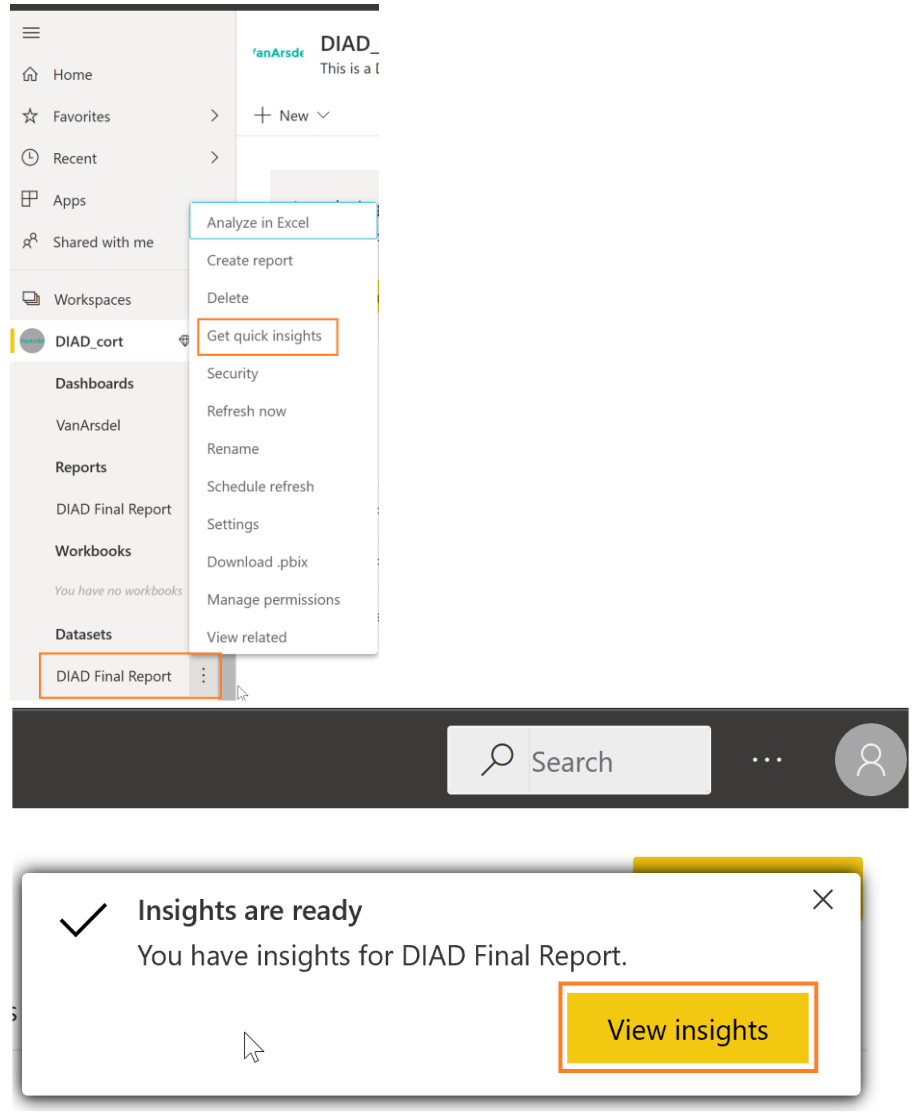 VanArsde
DIAD_
This is a
Home
New
Favorites
Recent
Apps
Shared with me
Analyze in Excel
Create report
Delete
Get quick insights
Security
Refresh now
Rename
Schedule refresh
Settings
Download .pbix
Manage permissions
View related
Workspaces
DIAD_cort
Dashboards
VanArsdel
Reports
DIAD Final Report
Workbooks
You have no workbooks
Datasets
DIAD Final Report
Search
Insights are ready
You have insights for DIAD Final Report.
View insights